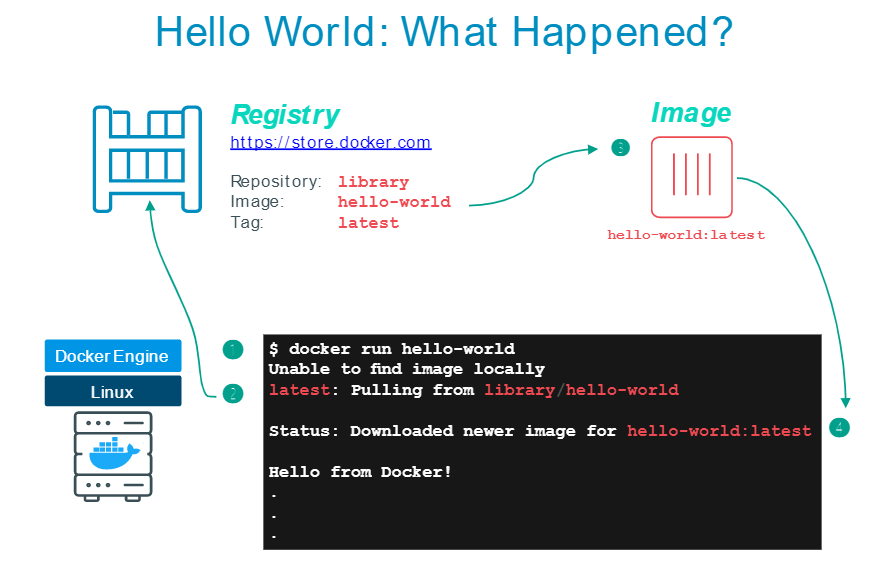 Hello World: What Happened?
Registry
https://store.docker.com
Repository: library
Image: hello-world
Tag: latest
Image
3
hello-world:latest
Docker Engine
Linux
1
2
$ docker run hello-world
Unable to find image locally
latest: Pulling from library/hello-world
Status: Downloaded newer image for hello-world:latest
4
Hello from Docker!
.
.
.